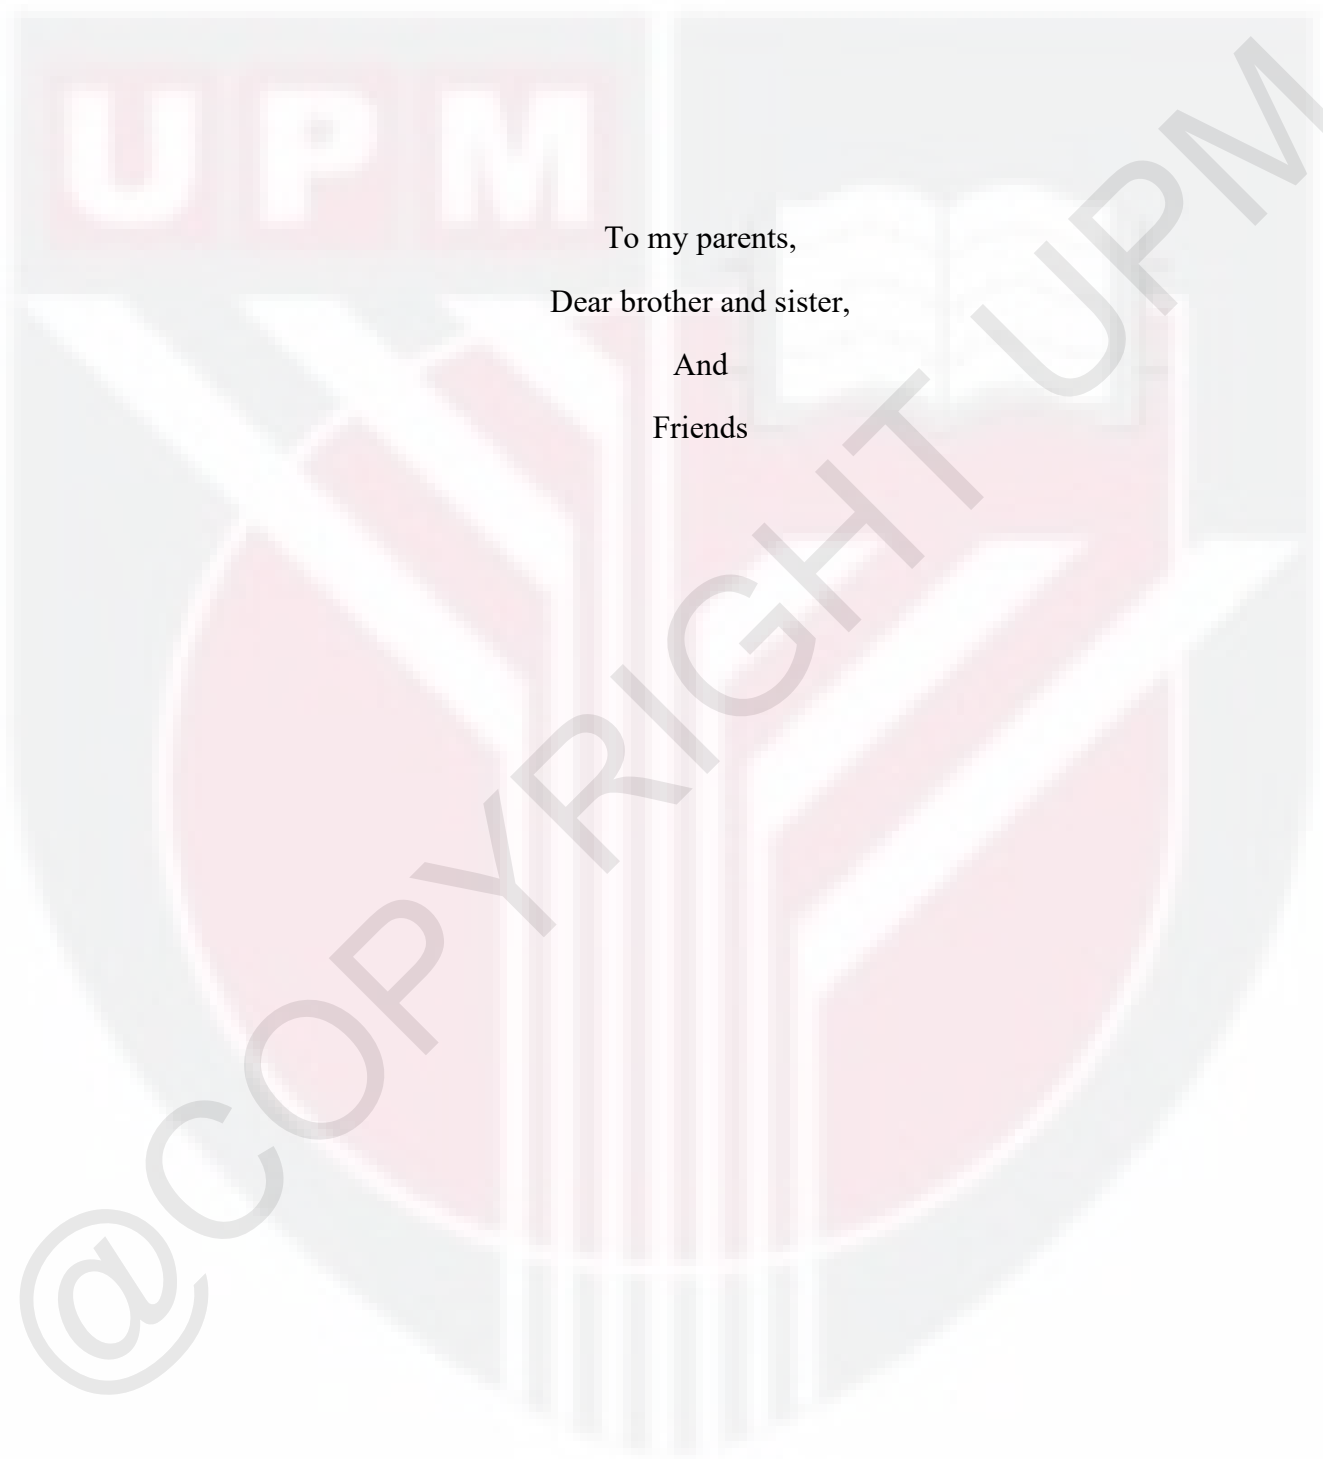 UPM
To my parents,
Dear brother and sister,
And
Friends
@COPYRIGHT UPM